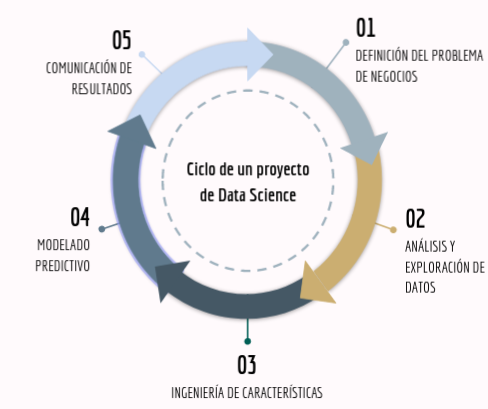 Ciclo de un proyecto
de Data Science
01
DEFINICIÓN DEL PROBLEMA
DE NEGOCIOS
02
ANÁLISIS Y
EXPLORACIÓN DE
DATOS
03
INGENIERÍA DE CARACTERÍSTICAS
04
MODELADO
PREDICTIVO
05
COMUNICACIÓN DE
RESULTADOS